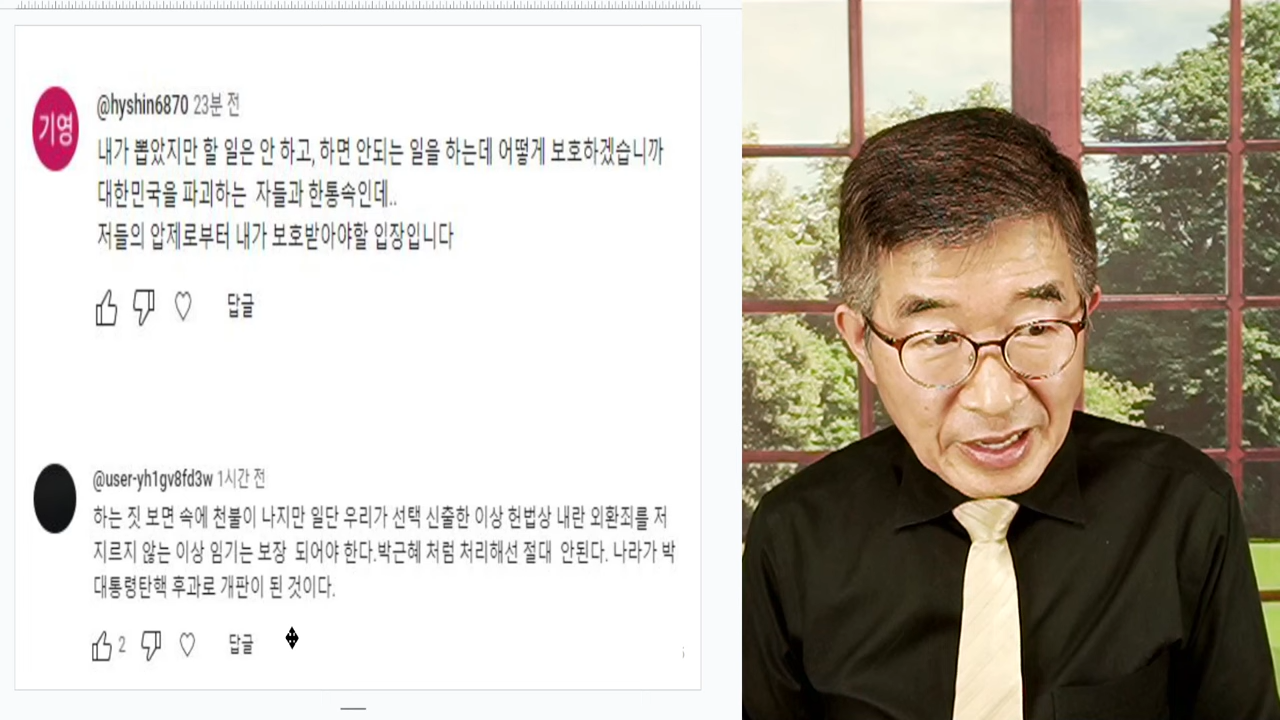 기영
@hyshin6870 23분 전
내가 뽑았지만 할 일은 안 하고, 하면 안되는 일을 하는데 어떻게 보호하겠습니까
대한민국을 파괴하는 자들과 한통속인데..
저들의 압제로부터 내가 보호받아야할 입장입니다
답글
@user-yh1gv8fd3w 1시간 전
하는 짓 보면 속에 천불이 나지만 일단 우리가 선택 신출한 이상 헌법상 내란 외환죄를 저
지르지 않는 이상 임기는 보장 되어야 한다.박근혜 처럼 처리해선 절대 안된다. 나라가 박
대통령탄핵 후과로 개판이 된 것이다.
2 답글